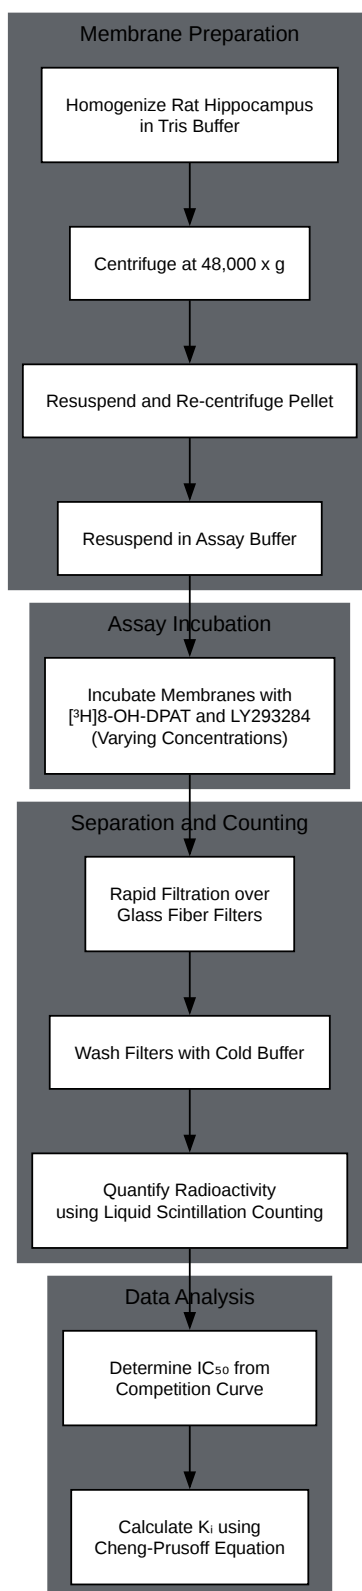 Membrane Preparation
Homogenize Rat Hippocampus
in Tris Buffer
Centrifuge at 48,000 x g
Resuspend and Re-centrifuge Pellet
Resuspend in Assay Buffer
Assay Incubation
Incubate Membranes with
[³H]8-OH-DPAT and LY293284
(Varying Concentrations)
Separation and Counting
Rapid Filtration over
Glass Fiber Filters
Wash Filters with Cold Buffer
Quantify Radioactivity
using Liquid Scintillation Counting
Data Analysis
Determine IC₅₀ from
Competition Curve
Calculate Kᵢ using
Cheng-Prusoff Equation